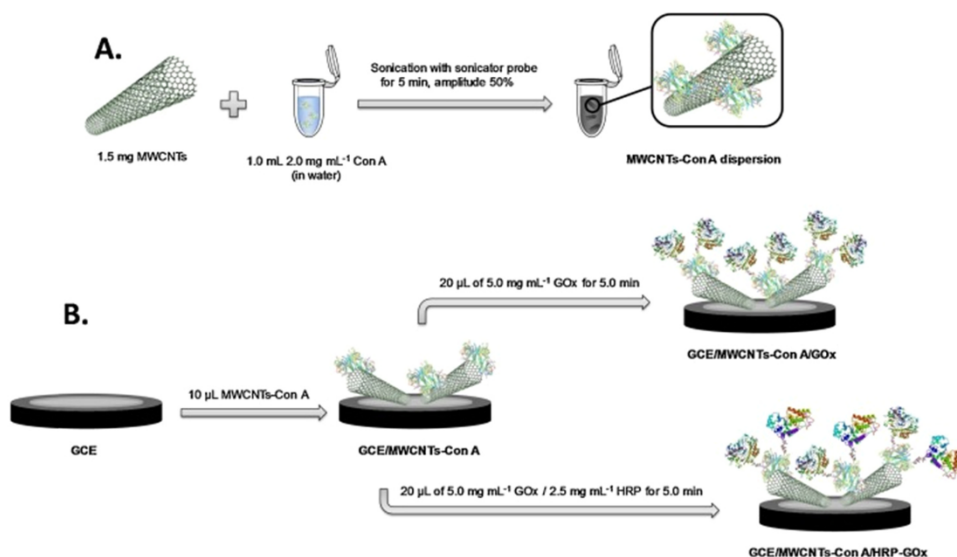 A.
Sonication with sonicator probe
for 5 min, amplitude 50%
1.5 mg MWCNTs
1.0 mL 2.0 mg mL⁻¹ Con A
(in water)
MWCNTs-Con A dispersion
B.
20 µL of 5.0 mg mL⁻¹ GOx for 5.0 min
GCE/MWCNTs-Con A/GOx
10 µL MWCNTs-Con A
GCE
GCE/MWCNTs-Con A
20 µL of 5.0 mg mL⁻¹ GOx / 2.5 mg mL⁻¹ HRP for 5.0 min
GCE/MWCNTs-Con A/HRP-GOx